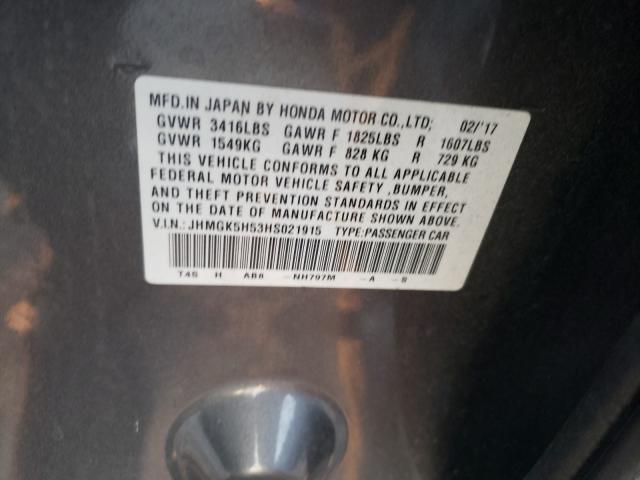 MFD.IN JAPAN BY HONDA MOTOR CO.,LTD; 02/'17
GVWR 3416LBS GAWR F 1825LBS R 1607LBS
GVWR 1549KG GAWR F 828 KG R 729 KG
THIS VEHICLE CONFORMS TO ALL APPLICABLE
FEDERAL MOTOR VEHICLE SAFETY ,BUMPER,
AND THEFT PREVENTION STANDARDS IN EFFECT
ON THE DATE OF MANUFACTURE SHOWN ABOVE.
V.I.N.: JHMGK5H53HS021915 TYPE:PASSENGER CAR
T4S H AB8 -NH797M -A -S